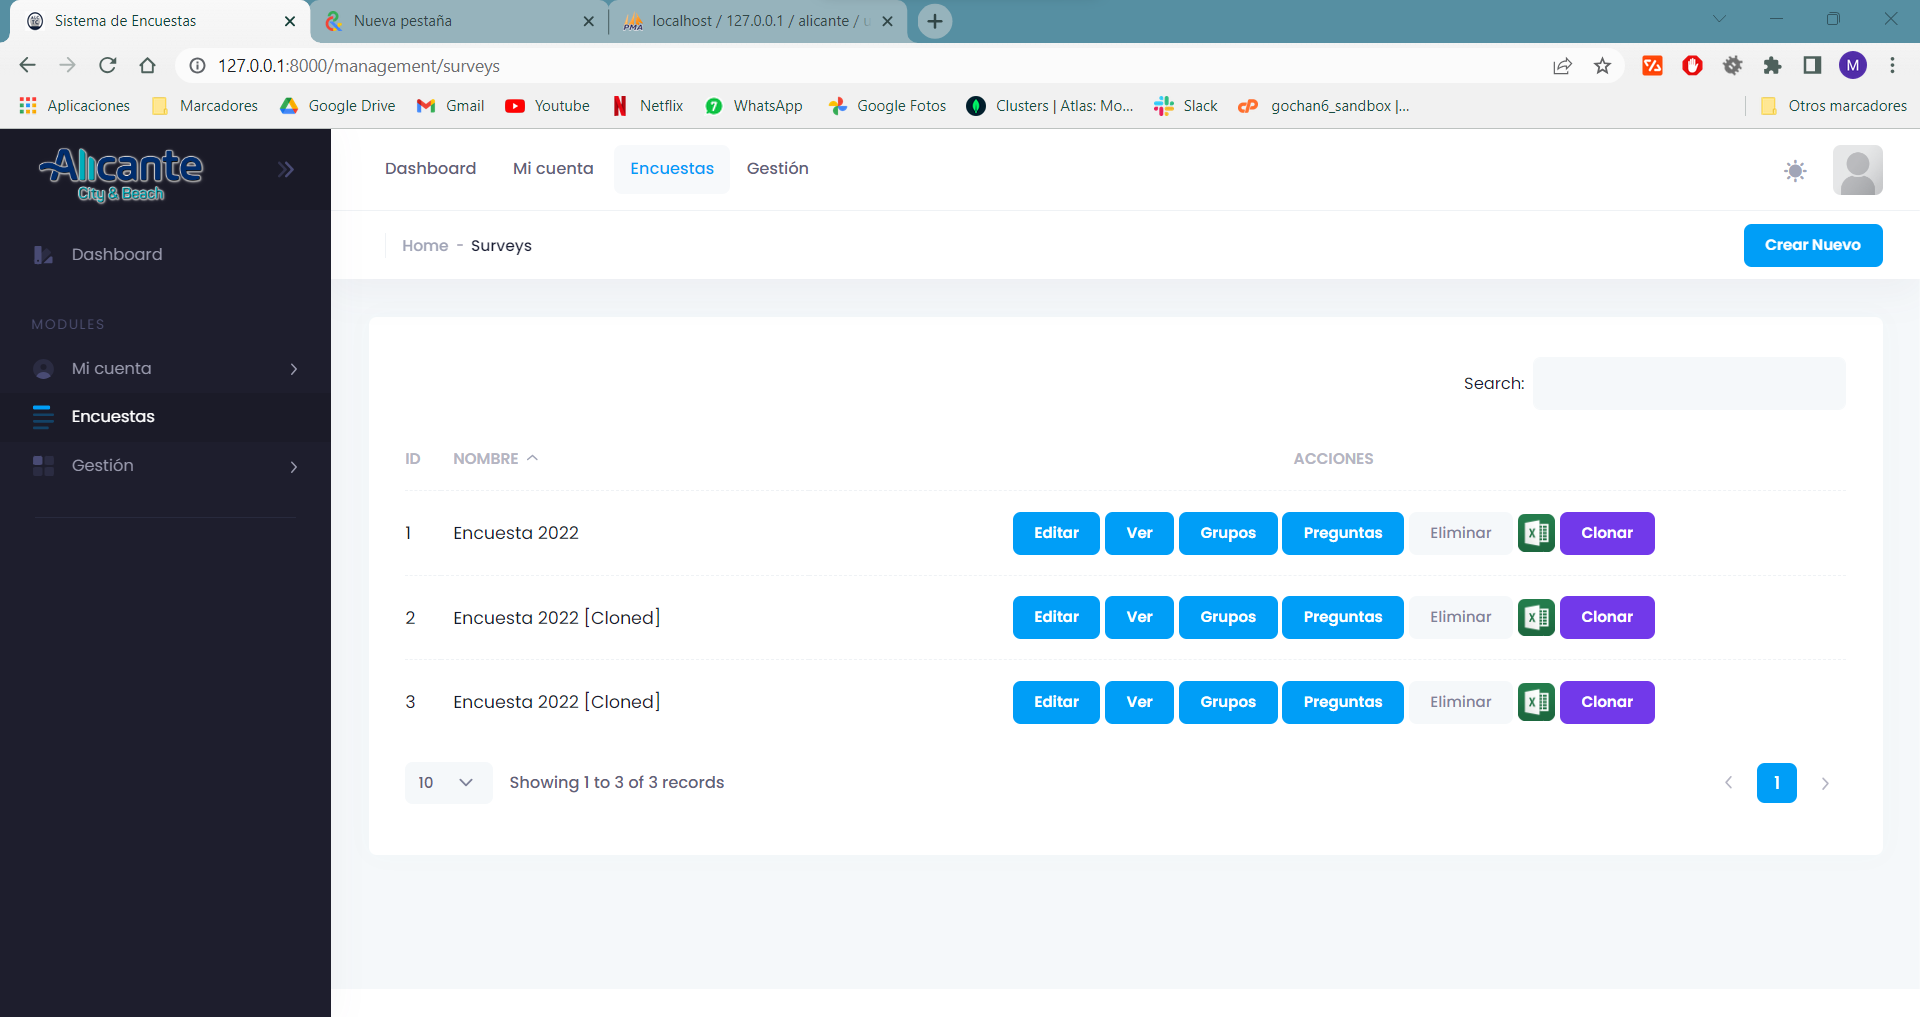 Sistema de Encuestas
Nueva pestaña
localhost / 127.0.0.1 / alicante / u
127.0.0.1:8000/management/surveys
M
Aplicaciones Marcadores Google Drive Gmail Youtube Netflix WhatsApp Google Fotos Clusters | Atlas: Mo... Slack gochan6_sandbox |... Otros marcadores
Alicante
City & Beach
Dashboard Mi cuenta Encuestas Gestión
Home - Surveys
Crear Nuevo
Dashboard
MODULES
Mi cuenta
Encuestas
Gestión
Search:
ID NOMBRE ACCIONES
1 Encuesta 2022 Editar Ver Grupos Preguntas Eliminar Clonar
2 Encuesta 2022 [Cloned] Editar Ver Grupos Preguntas Eliminar Clonar
3 Encuesta 2022 [Cloned] Editar Ver Grupos Preguntas Eliminar Clonar
10 Showing 1 to 3 of 3 records 1